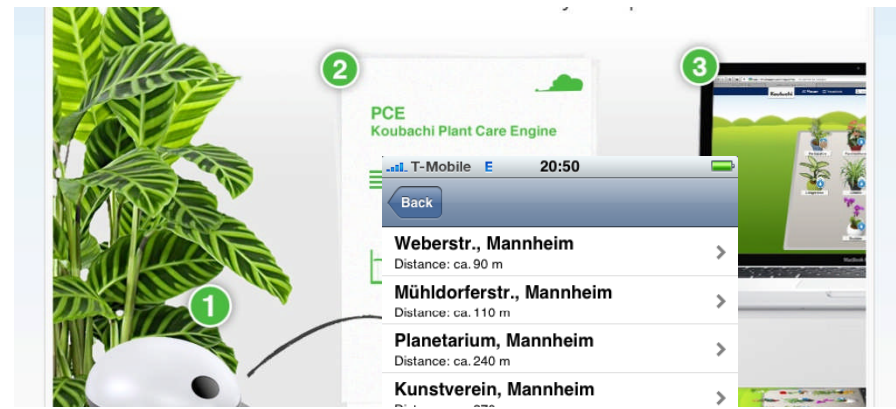 2
3
PCE
Koubachi Plant Care Engine
Koubachi
T-Mobile E 20:50
Back
Weberstr., Mannheim
Distance: ca. 90 m
Mühldorferstr., Mannheim
Distance: ca. 110 m
1
Planetarium, Mannheim
Distance: ca. 240 m
Kunstverein, Mannheim